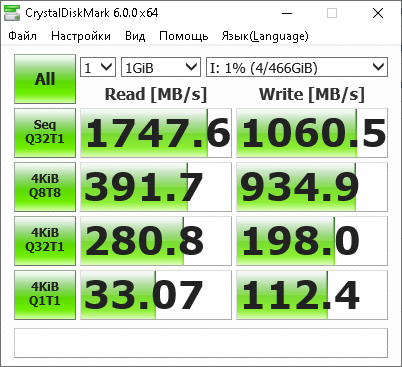 CrystalDiskMark 6.0.0 x64
Файл Настройки Вид Помощь Язык(Language)
All 1 1GiB I: 1% (4/466GiB)
Read [MB/s] Write [MB/s]
Seq
Q32T1 1747.6 1060.5
4KiB
Q8T8 391.7 934.9
4KiB
Q32T1 280.8 198.0
4KiB
Q1T1 33.07 112.4